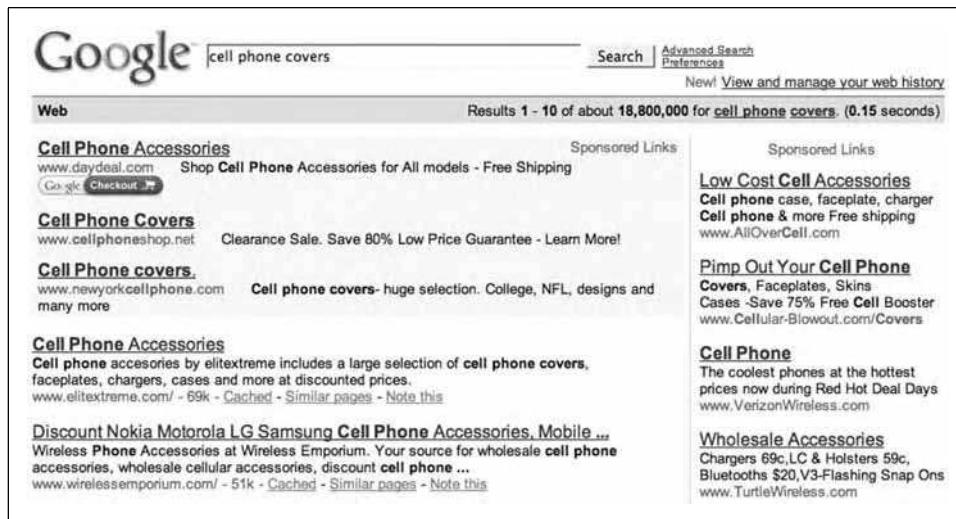 Google
cell phone covers
Search
Advanced Search
Preferences
New! View and manage your web history
Web
Results 1 - 10 of about 18,800,000 for cell phone covers. (0.15 seconds)
Cell Phone Accessories
Sponsored Links
www.daydeal.com Shop Cell Phone Accessories for All models - Free Shipping
Google Checkout
Cell Phone Covers
www.cellphoneshop.net Clearance Sale. Save 80% Low Price Guarantee - Learn More!
Cell Phone covers.
www.newyorkcellphone.com Cell phone covers- huge selection. College, NFL, designs and
many more
Cell Phone Accessories
Cell phone accesories by elitextreme includes a large selection of cell phone covers,
faceplates, chargers, cases and more at discounted prices.
www.elitextreme.com/ - 69k - Cached - Similar pages - Note this
Discount Nokia Motorola LG Samsung Cell Phone Accessories, Mobile ...
Wireless Phone Accessories at Wireless Emporium. Your source for wholesale cell phone
accessories, wholesale cellular accessories, discount cell phone ...
www.wirelessemporium.com/ - 51k - Cached - Similar pages - Note this
Sponsored Links
Low Cost Cell Accessories
Cell phone case, faceplate, charger
Cell phone & more Free shipping
www.AllOverCell.com
Pimp Out Your Cell Phone
Covers, Faceplates, Skins
Cases -Save 75% Free Cell Booster
www.Cellular-Blowout.com/Covers
Cell Phone
The coolest phones at the hottest
prices now during Red Hot Deal Days
www.VerizonWireless.com
Wholesale Accessories
Chargers 69c,LC & Holsters 59c,
Bluetooths $20,V3-Flashing Snap Ons
www.TurtleWireless.com